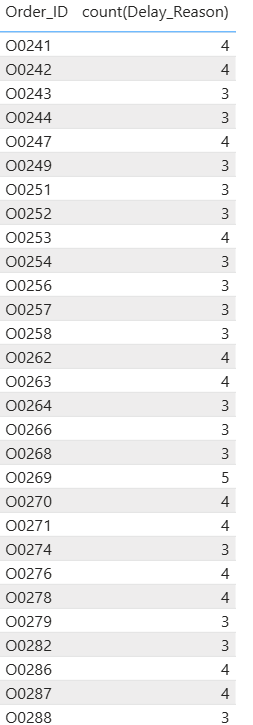 Order_ID count(Delay_Reason)
O0241 4
O0242 4
O0243 3
O0244 3
O0247 4
O0249 3
O0251 3
O0252 3
O0253 4
O0254 3
O0256 3
O0257 3
O0258 3
O0262 4
O0263 4
O0264 3
O0266 3
O0268 3
O0269 5
O0270 4
O0271 4
O0274 3
O0276 4
O0278 4
O0279 3
O0282 3
O0286 4
O0287 4
O0288 3